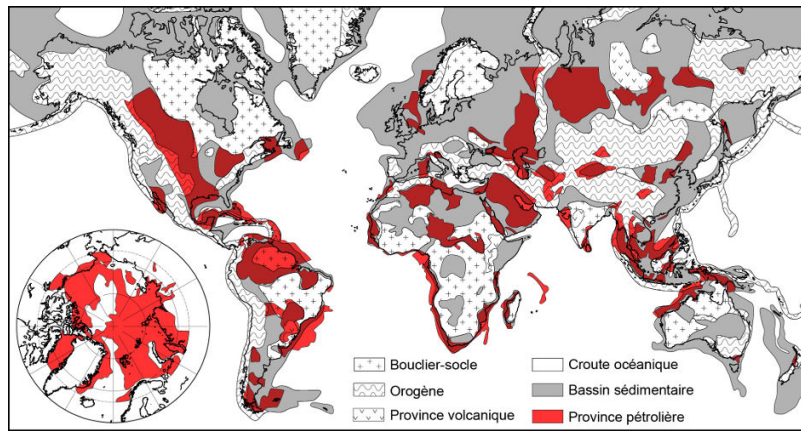 Bouclier-socle
Croute océanique
Orogène
Bassin sédimentaire
Province volcanique
Province pétrolière